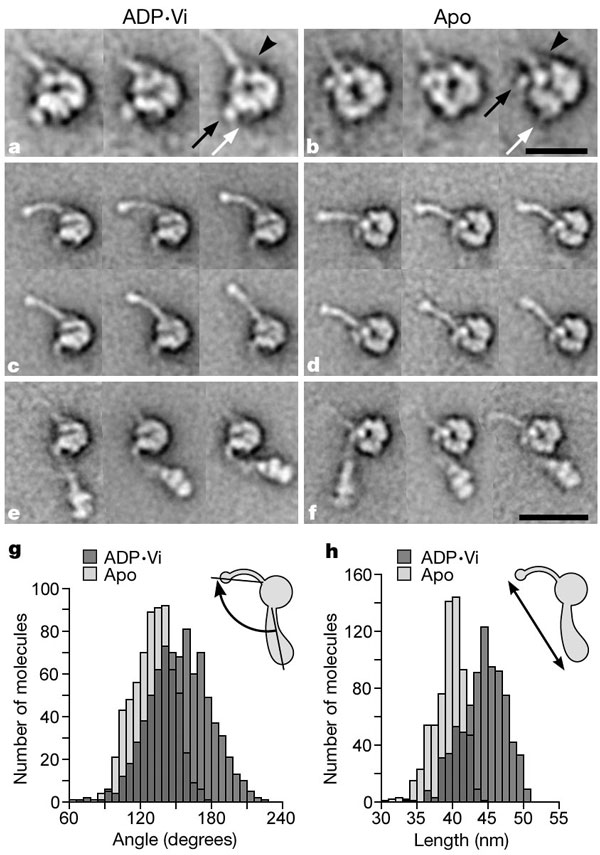 ADP•Vi
Apo
a
b
c
d
e
f
g
ADP•Vi
Apo
100
80
60
40
20
0
Number of molecules
60
120
180
240
Angle (degrees)
h
ADP•Vi
Apo
160
120
80
40
0
Number of molecules
30
35
40
45
50
55
Length (nm)